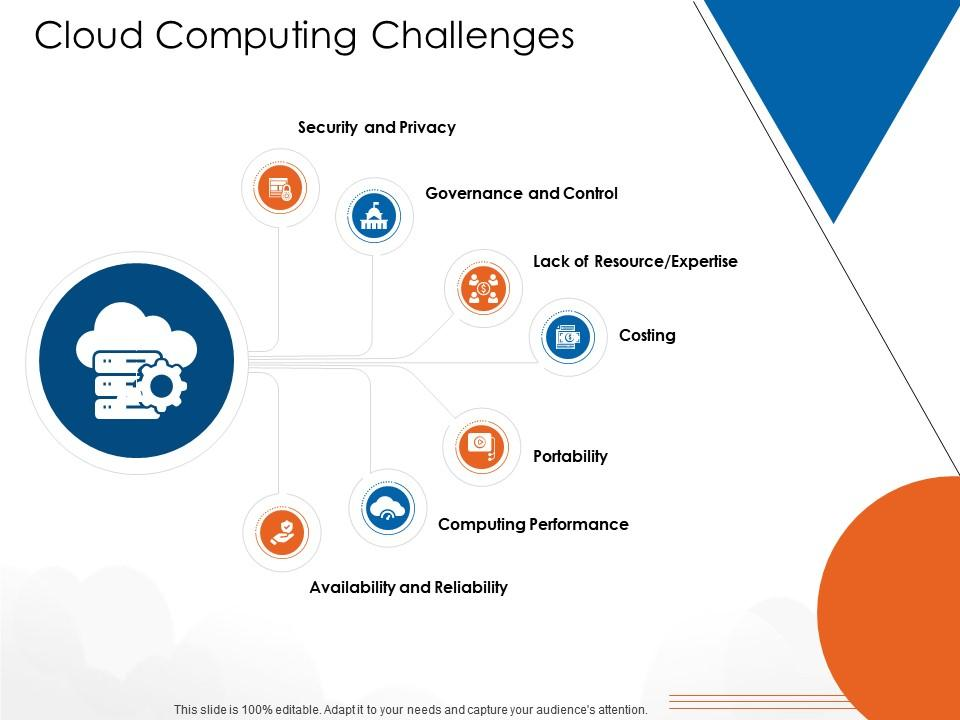 Cloud Computing Challenges
Security and Privacy
Governance and Control
Lack of Resource/Expertise
Costing
Portability
Computing Performance
Availability and Reliability
This slide is 100% editable. Adapt it to your needs and capture your audience's attention.